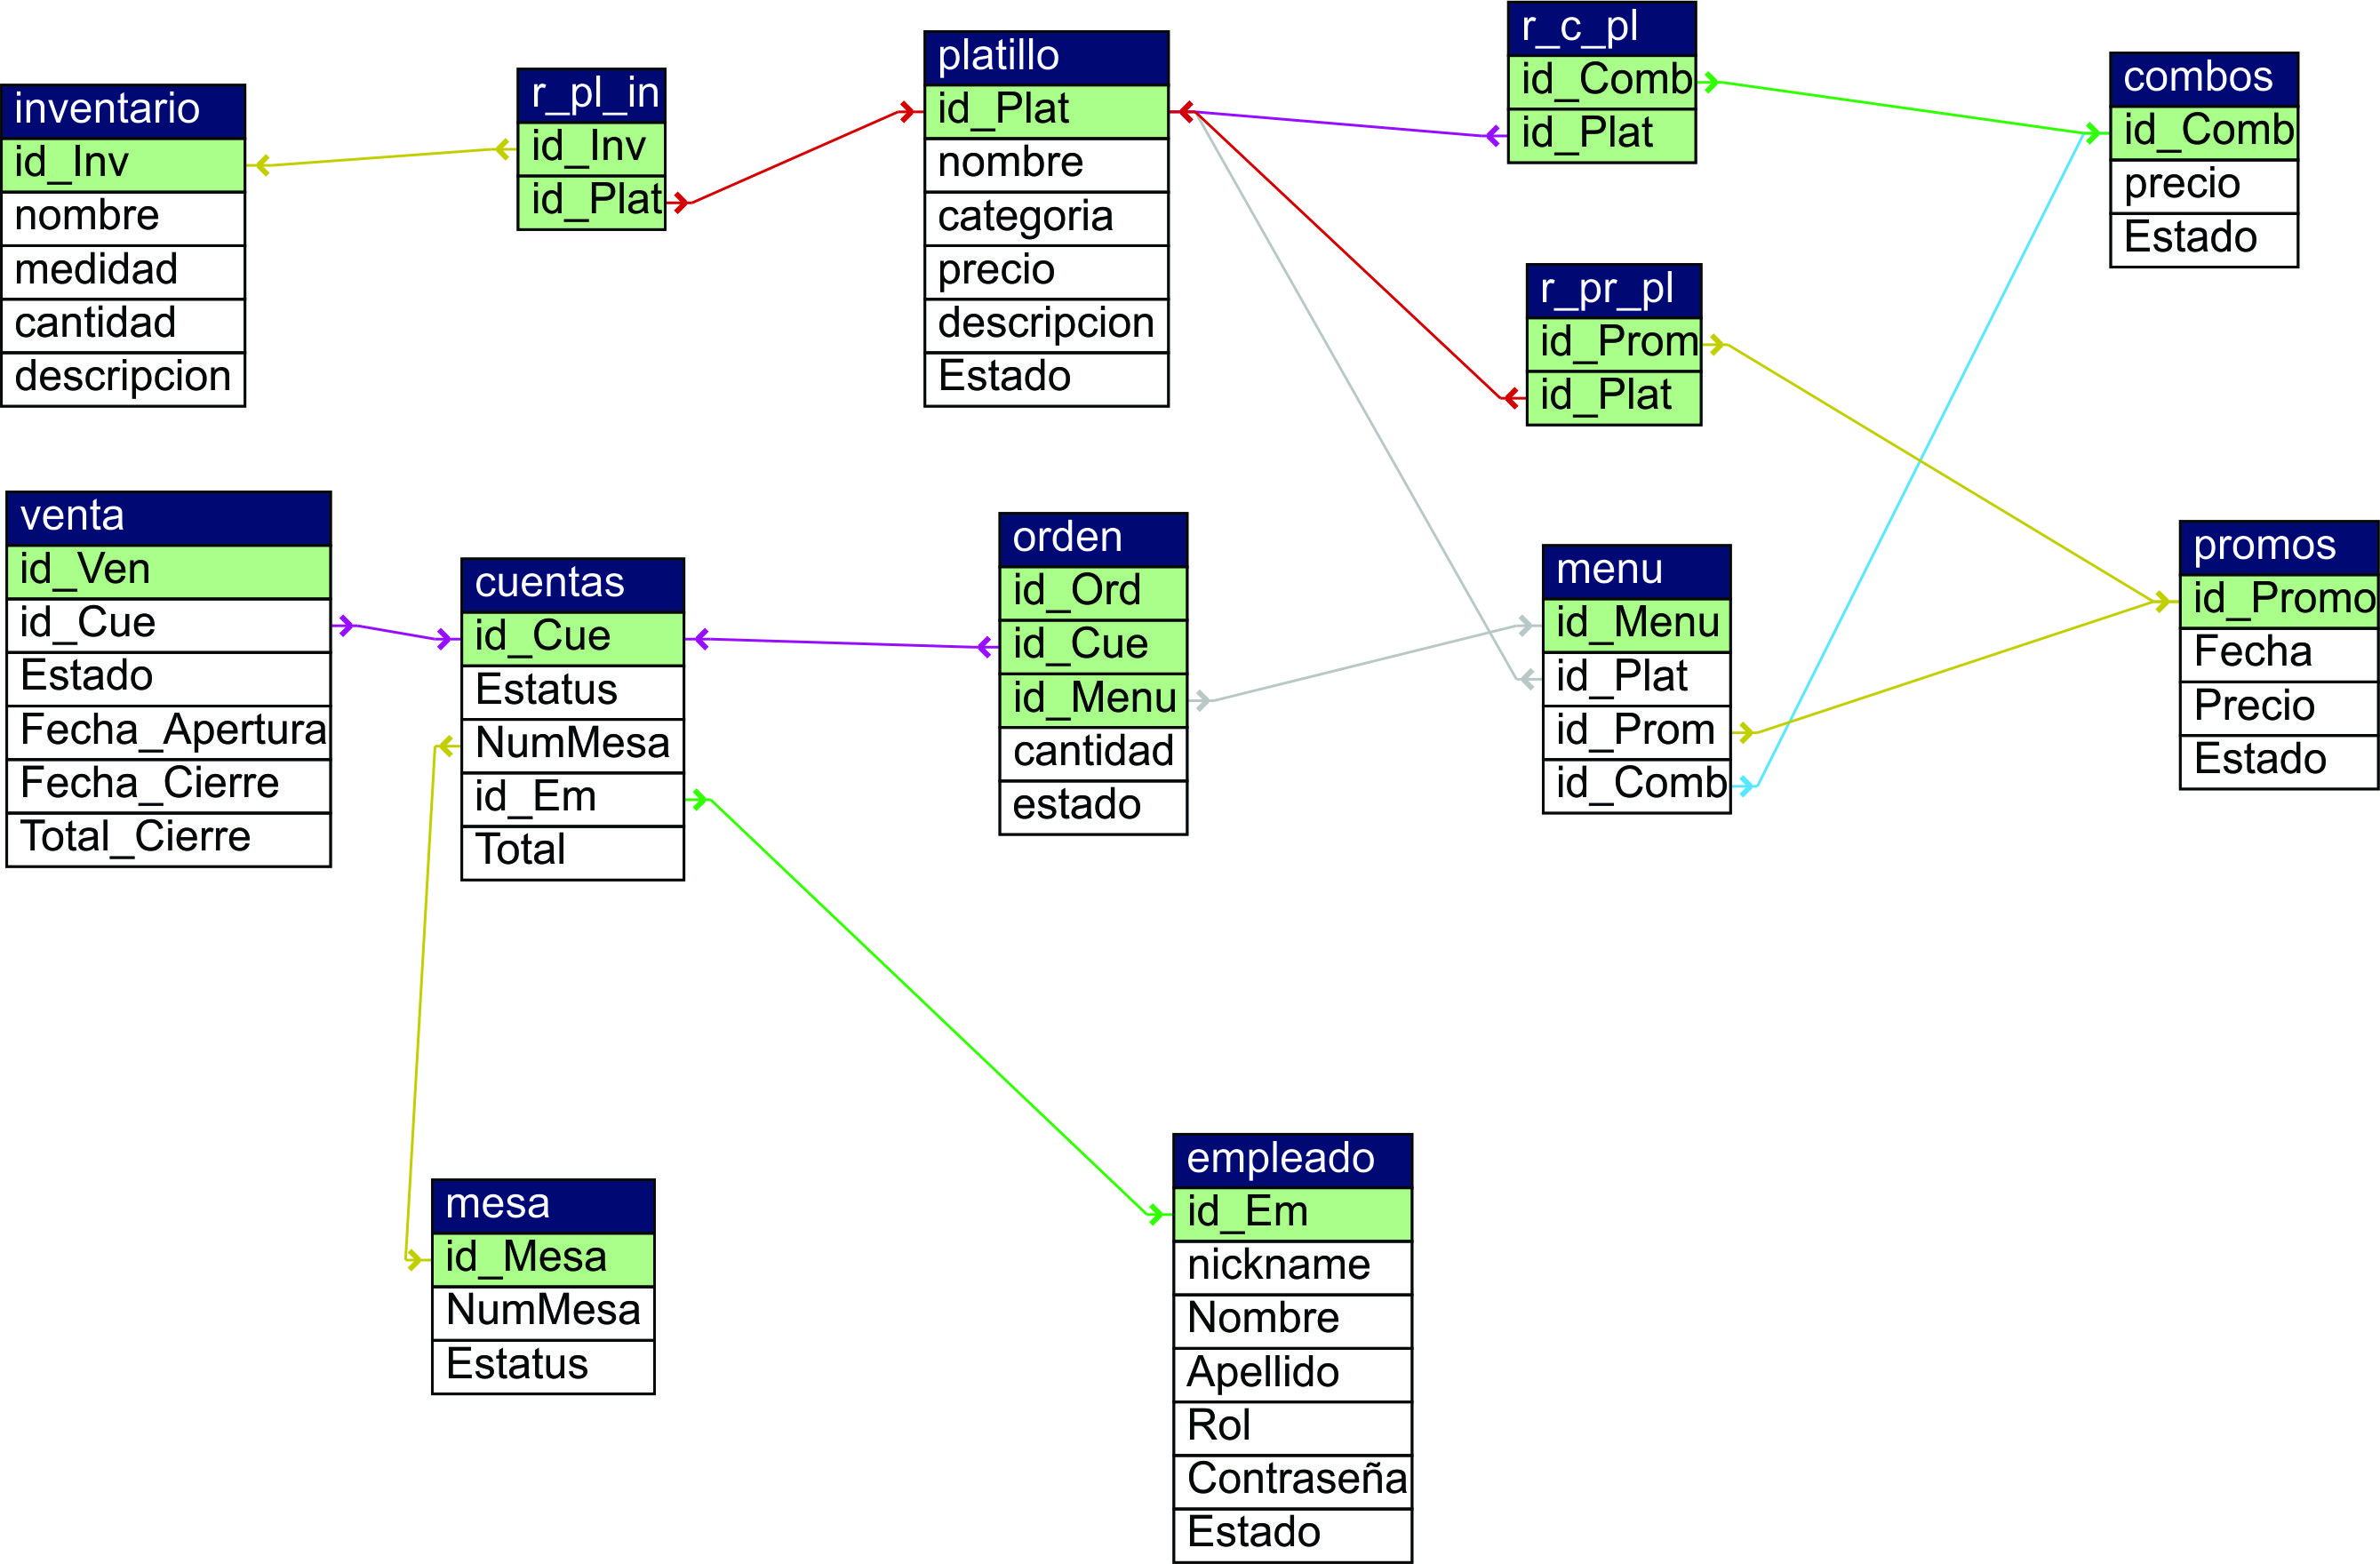 inventario
id_Inv
nombre
medidad
cantidad
descripcion
r_pl_in
id_Inv
id_Plat
platillo
id_Plat
nombre
categoria
precio
descripcion
Estado
r_c_pl
id_Comb
id_Plat
combos
id_Comb
precio
Estado
r_pr_pl
id_Prom
id_Plat
venta
id_Ven
id_Cue
Estado
Fecha_Apertura
Fecha_Cierre
Total_Cierre
cuentas
id_Cue
Estatus
NumMesa
id_Em
Total
orden
id_Ord
id_Cue
id_Menu
cantidad
estado
menu
id_Menu
id_Plat
id_Prom
id_Comb
promos
id_Promo
Fecha
Precio
Estado
mesa
id_Mesa
NumMesa
Estatus
empleado
id_Em
nickname
Nombre
Apellido
Rol
Contraseña
Estado